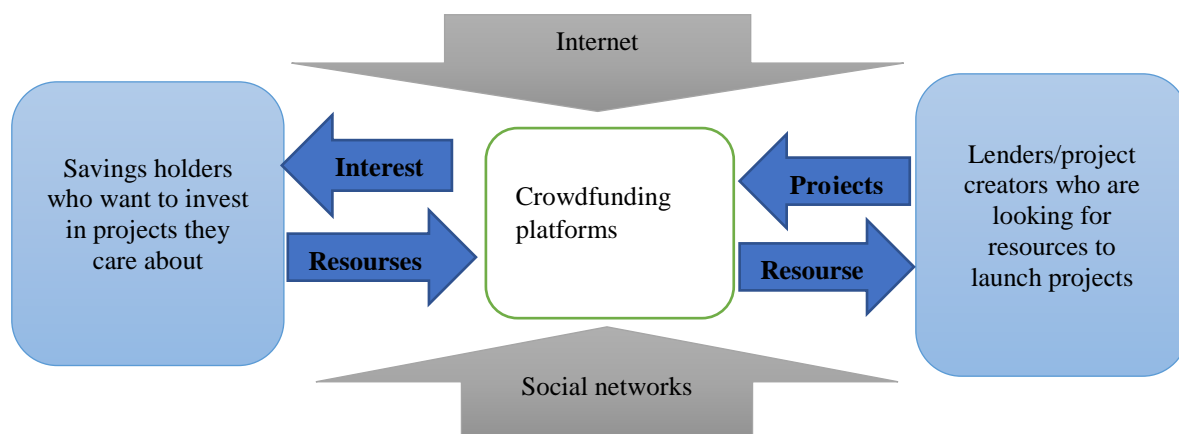 Internet
Savings holders
who want to invest
in projects they
care about
Interest
Resourses
Crowdfunding
platforms
Projects
Resourse
Lenders/project
creators who are
looking for
resources to
launch projects
Social networks